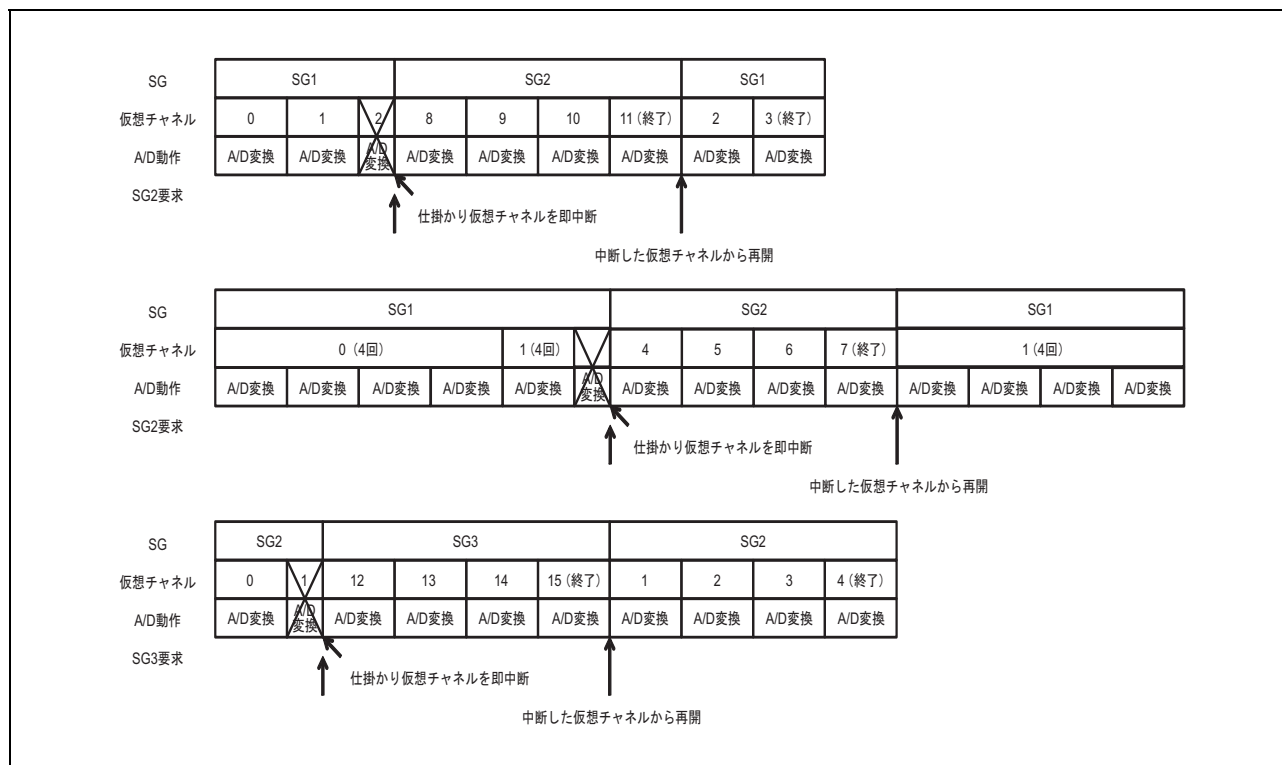 SG SG1 SG2 SG1
仮想チャネル 0 1 2 8 9 10 11（終了） 2 3（終了）
A/D動作 A/D変換 A/D変換 A/D変換 A/D変換 A/D変換 A/D変換 A/D変換 A/D変換 A/D変換
SG2要求
仕掛かり仮想チャネルを即中断
中断した仮想チャネルから再開
SG SG1 SG2 SG1
仮想チャネル 0（4回） 1（4回） 4 5 6 7（終了） 1（4回）
A/D動作 A/D変換 A/D変換 A/D変換 A/D変換 A/D変換 A/D変換 A/D変換 A/D変換 A/D変換 A/D変換 A/D変換 A/D変換 A/D変換 A/D変換
SG2要求
仕掛かり仮想チャネルを即中断
中断した仮想チャネルから再開
SG SG2 SG3 SG2
仮想チャネル 0 1 12 13 14 15（終了） 1 2 3 4（終了）
A/D動作 A/D変換 A/D変換 A/D変換 A/D変換 A/D変換 A/D変換 A/D変換 A/D変換 A/D変換 A/D変換
SG3要求
仕掛かり仮想チャネルを即中断
中断した仮想チャネルから再開